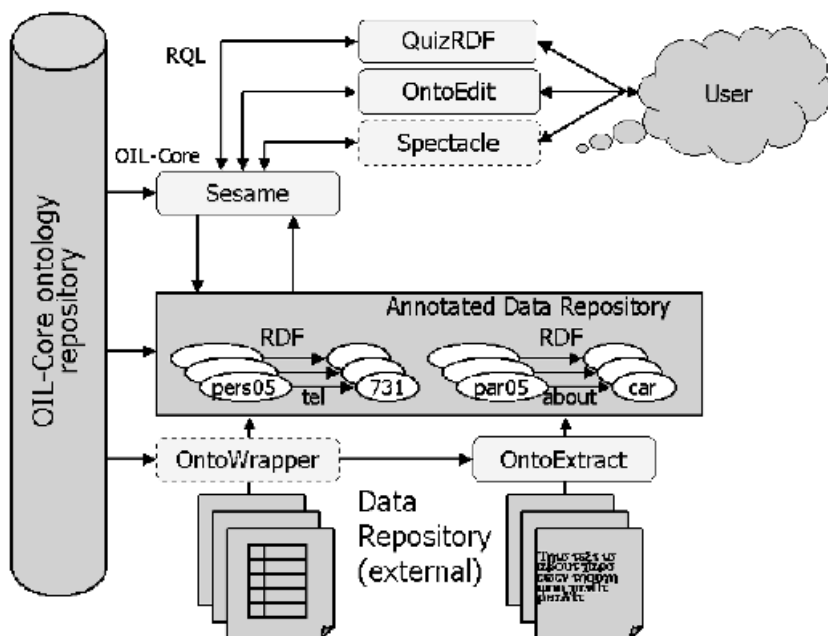 QuizRDF
RQL
OntoEdit
User
Spectacle
OIL-Core
Sesame
OIL-Core ontology
repository
Annotated Data Repository
RDF
RDF
pers05
tel
731
par05
about
car
OntoWrapper
OntoExtract
Data
Repository
(external)